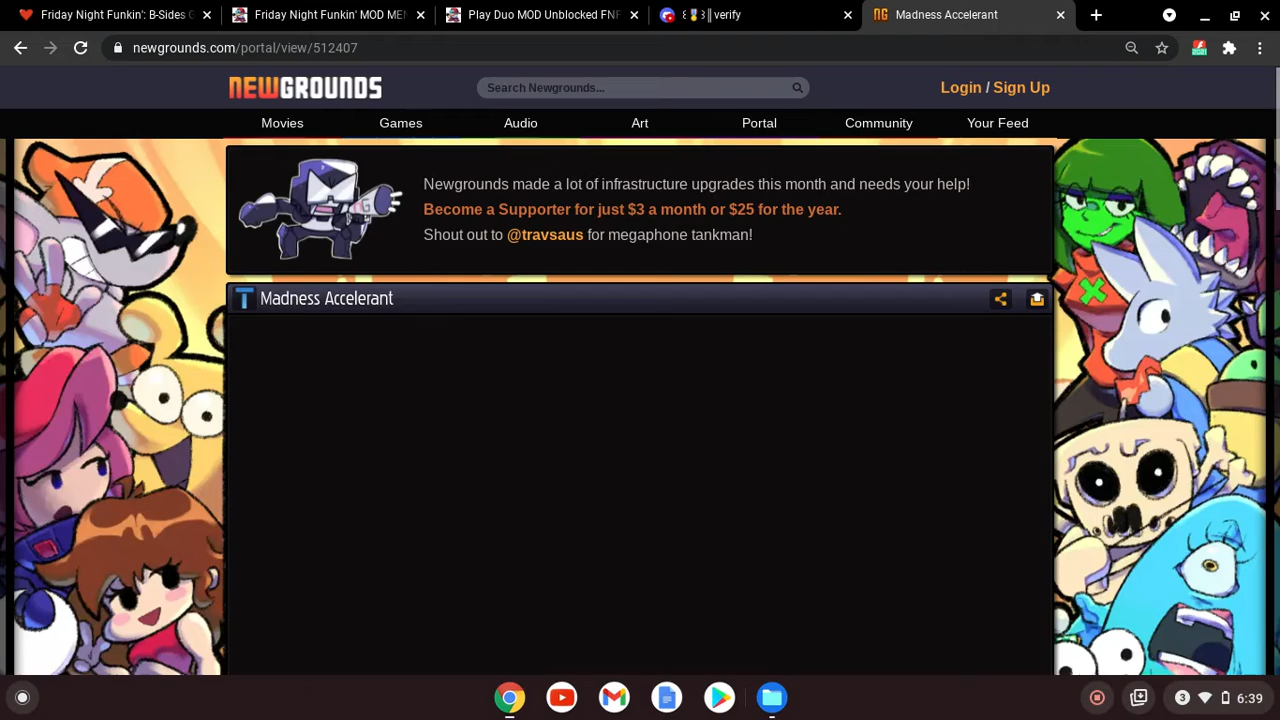 Friday Night Funkin': B-Sides G
Friday Night Funkin' MOD MEN
Play Duo MOD Unblocked FNF
꒰🎖️꒱║verify
Madness Accelerant
newgrounds.com/portal/view/512407
2021
NEWGROUNDS
Search Newgrounds...
Login / Sign Up
Movies
Games
Audio
Art
Portal
Community
Your Feed
Newgrounds made a lot of infrastructure upgrades this month and needs your help!
Become a Supporter for just $3 a month or $25 for the year.
Shout out to @travsaus for megaphone tankman!
T
Madness Accelerant
3
6:39